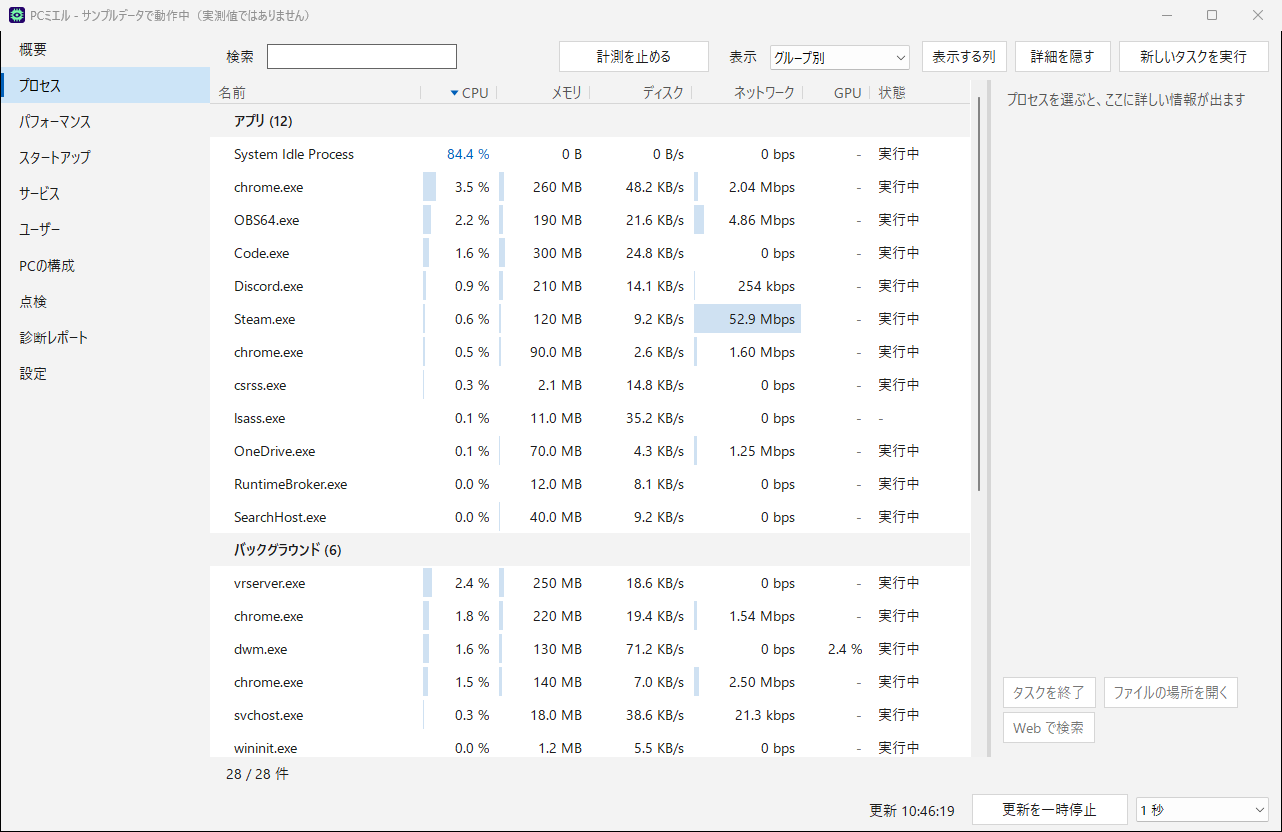 PCミエル - サンプルデータで動作中（実測値ではありません）
概要
プロセス
パフォーマンス
スタートアップ
サービス
ユーザー
PCの構成
点検
診断レポート
設定
検索 計測を止める 表示 グループ別 表示する列 詳細を隠す 新しいタスクを実行
名前 CPU メモリ ディスク ネットワーク GPU 状態
アプリ (12)
System Idle Process 84.4 % 0 B 0 B/s 0 bps - 実行中
chrome.exe 3.5 % 260 MB 48.2 KB/s 2.04 Mbps - 実行中
OBS64.exe 2.2 % 190 MB 21.6 KB/s 4.86 Mbps - 実行中
Code.exe 1.6 % 300 MB 24.8 KB/s 0 bps - 実行中
Discord.exe 0.9 % 210 MB 14.1 KB/s 254 kbps - 実行中
Steam.exe 0.6 % 120 MB 9.2 KB/s 52.9 Mbps - 実行中
chrome.exe 0.5 % 90.0 MB 2.6 KB/s 1.60 Mbps - 実行中
csrss.exe 0.3 % 2.1 MB 14.8 KB/s 0 bps - 実行中
lsass.exe 0.1 % 11.0 MB 35.2 KB/s 0 bps - -
OneDrive.exe 0.1 % 70.0 MB 4.3 KB/s 1.25 Mbps - 実行中
RuntimeBroker.exe 0.0 % 12.0 MB 8.1 KB/s 0 bps - 実行中
SearchHost.exe 0.0 % 40.0 MB 9.2 KB/s 0 bps - 実行中
バックグラウンド (6)
vrserver.exe 2.4 % 250 MB 18.6 KB/s 0 bps - 実行中
chrome.exe 1.8 % 220 MB 19.4 KB/s 1.54 Mbps - 実行中
dwm.exe 1.6 % 130 MB 71.2 KB/s 0 bps 2.4 % 実行中
chrome.exe 1.5 % 140 MB 7.0 KB/s 2.50 Mbps - 実行中
svchost.exe 0.3 % 18.0 MB 38.6 KB/s 21.3 kbps - 実行中
wininit.exe 0.0 % 1.2 MB 5.5 KB/s 0 bps - 実行中
28 / 28 件
プロセスを選ぶと、ここに詳しい情報が出ます
タスクを終了 ファイルの場所を開く
Web で検索
更新 10:46:19 更新を一時停止 1 秒